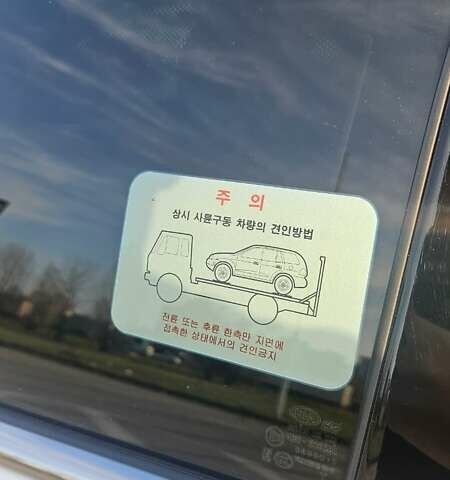 주 의
상시 사륜구동 차량의 견인방법
전륜 또는 후륜 한측만 지면에
접촉한 상태에서의 견인금지